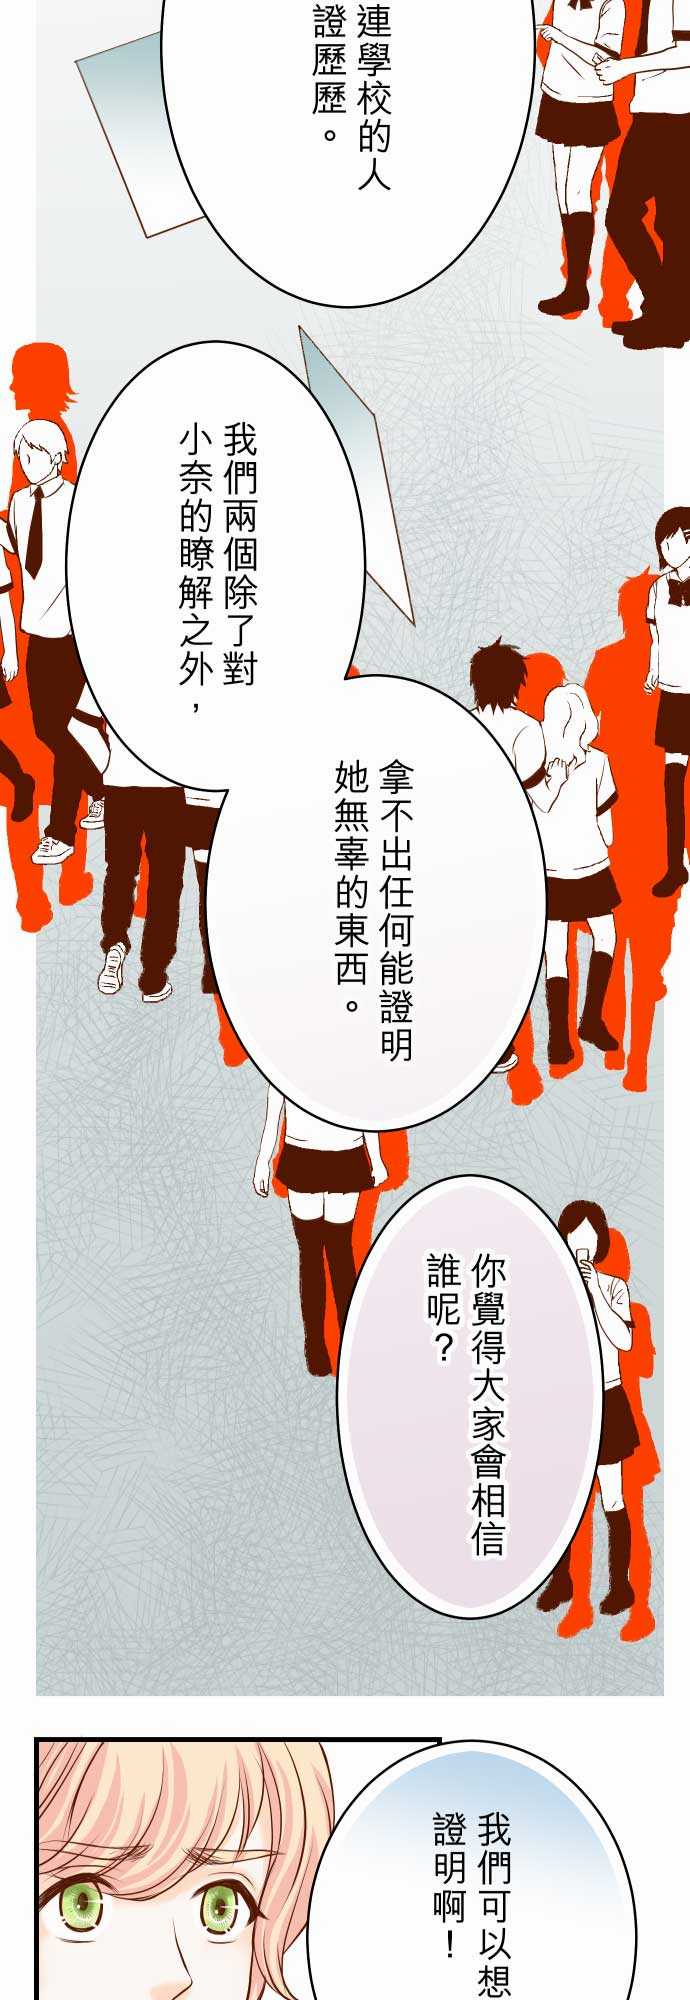 連學校的人
證歷歷。
我們兩個除了對
小奈的瞭解之外，
拿不出任何能證明
她無辜的東西。
你覺得大家會相信
誰呢？
我們可以想
證明啊！